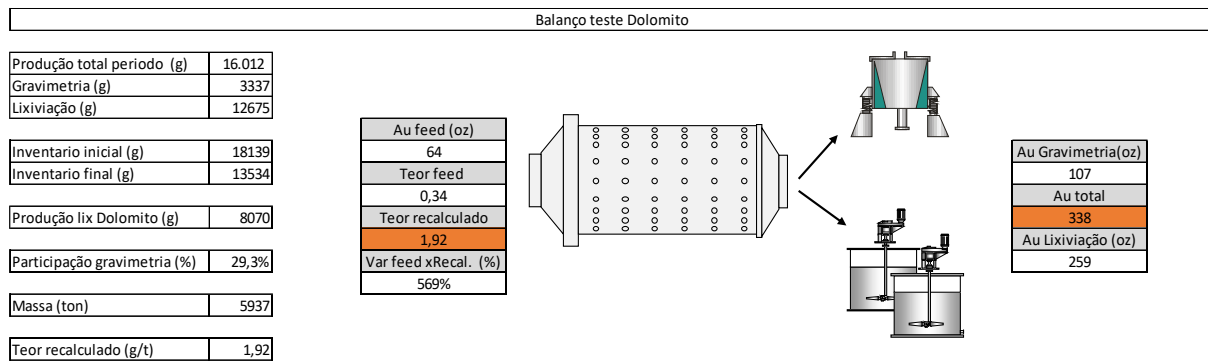 Balanço teste Dolomito
Produção total periodo (g) 16.012
Gravimetria (g) 3337
Lixiviação (g) 12675
Inventario inicial (g) 18139
Inventario final (g) 13534
Produção lix Dolomito (g) 8070
Participação gravimetria (%) 29,3%
Massa (ton) 5937
Teor recalculado (g/t) 1,92
Au feed (oz)
64
Teor feed
0,34
Teor recalculado
1,92
Var feed xRecal. (%)
569%
Au Gravimetria(oz)
107
Au total
338
Au Lixiviação (oz)
259